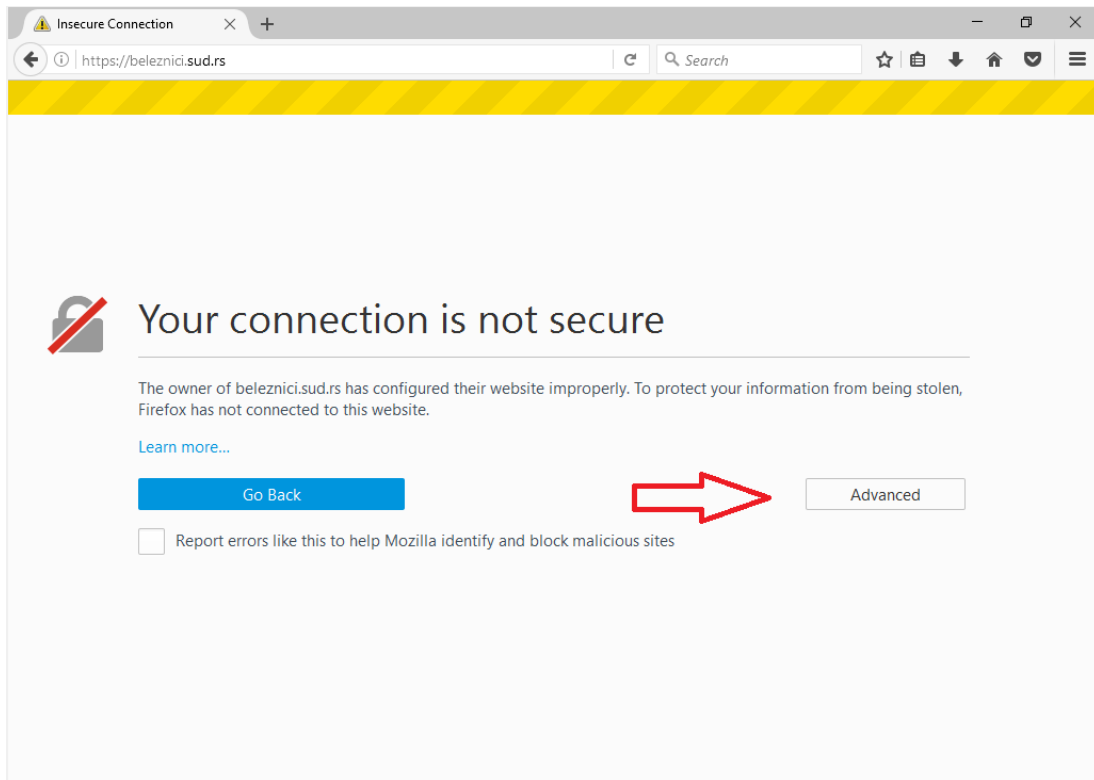 Insecure Connection
https://beleznici.sud.rs
Search
Your connection is not secure
The owner of beleznici.sud.rs has configured their website improperly. To protect your information from being stolen,
Firefox has not connected to this website.
Learn more...
Go Back
Advanced
Report errors like this to help Mozilla identify and block malicious sites